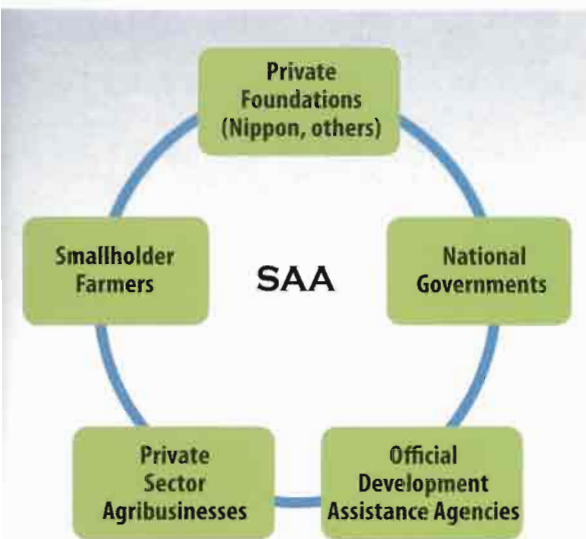 Private
Foundations
(Nippon, others)
Smallholder
Farmers
SAA
National
Governments
Private
Sector
Agribusinesses
Official
Development
Assistance Agencies